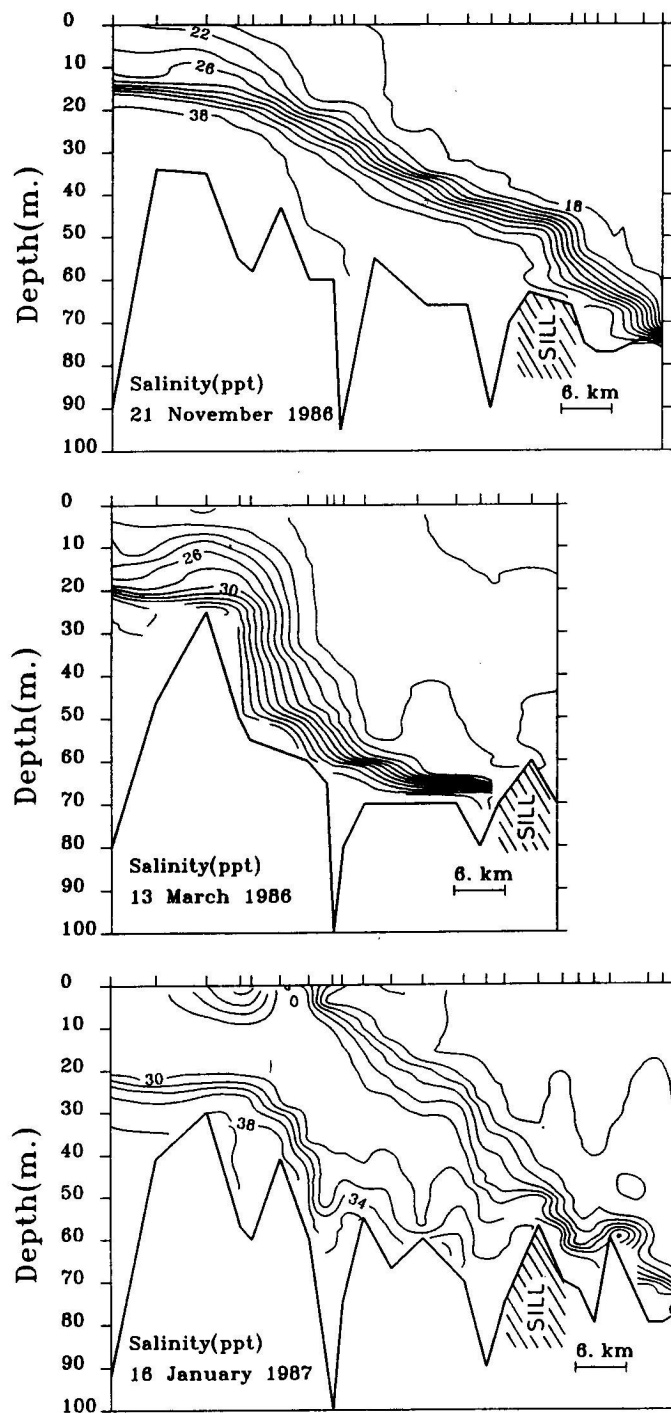 0
10
20
30
40
50
60
70
80
90
100
Depth(m.)
22
26
38
18
SILL
6. km
Salinity(ppt)
21 November 1986
0
10
20
30
40
50
60
70
80
90
100
Depth(m.)
26
30
SILL
6. km
Salinity(ppt)
13 March 1986
0
10
20
30
40
50
60
70
80
90
100
Depth(m.)
0
30
38
34
SILL
6. km
Salinity(ppt)
16 January 1987